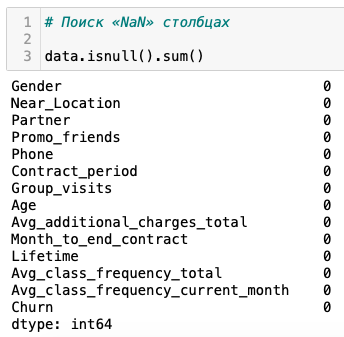 1 # Поиск «NaN» столбцах
2
3 data.isnull().sum()
Gender 0
Near_Location 0
Partner 0
Promo_friends 0
Phone 0
Contract_period 0
Group_visits 0
Age 0
Avg_additional_charges_total 0
Month_to_end_contract 0
Lifetime 0
Avg_class_frequency_total 0
Avg_class_frequency_current_month 0
Churn 0
dtype: int64